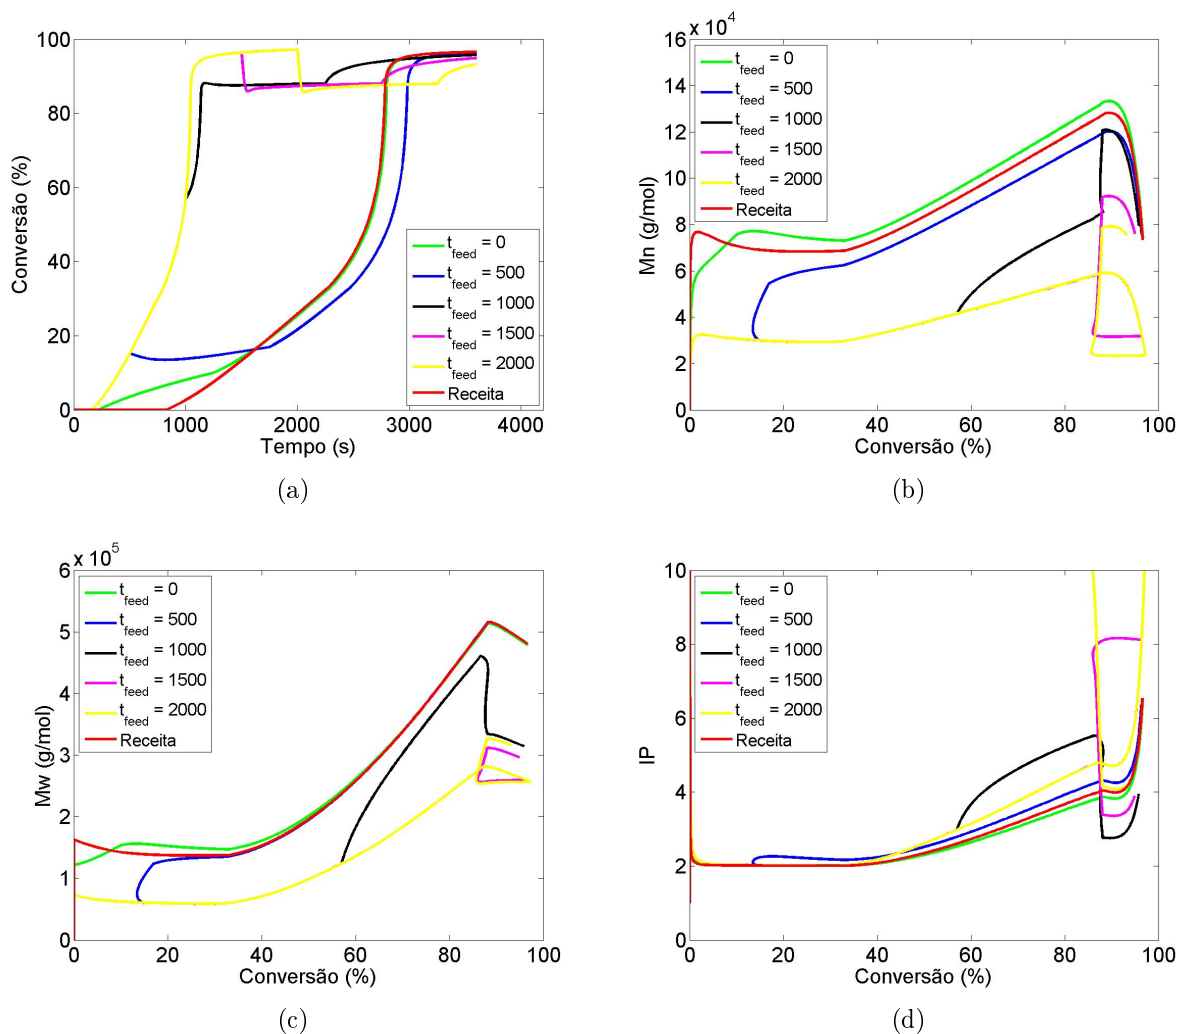 100
80
60
40
20
0
Conversão (%)
0
1000
2000
3000
4000
Tempo (s)
t_feed = 0
t_feed = 500
t_feed = 1000
t_feed = 1500
t_feed = 2000
Receita
(a)
x 10^4
16
14
12
10
8
6
4
2
0
Mn (g/mol)
0
20
40
60
80
100
Conversão (%)
t_feed = 0
t_feed = 500
t_feed = 1000
t_feed = 1500
t_feed = 2000
Receita
(b)
x 10^5
6
5
4
3
2
1
0
Mw (g/mol)
0
20
40
60
80
100
Conversão (%)
t_feed = 0
t_feed = 500
t_feed = 1000
t_feed = 1500
t_feed = 2000
Receita
(c)
10
8
6
4
2
0
IP
0
20
40
60
80
100
Conversão (%)
t_feed = 0
t_feed = 500
t_feed = 1000
t_feed = 1500
t_feed = 2000
Receita
(d)